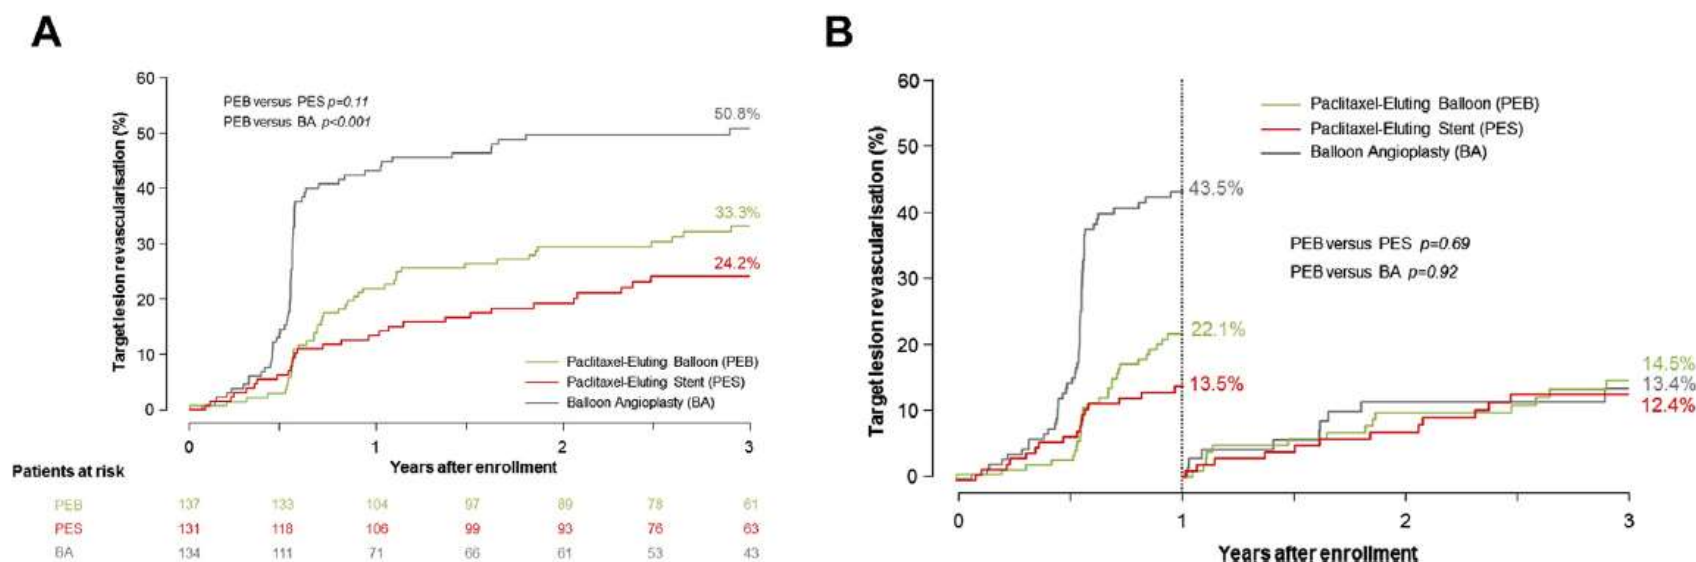 A
60
50
40
30
20
10
0
Target lesion revascularisation (%)
PEB versus PES p=0.11
PEB versus BA p<0.001
50.8%
33.3%
24.2%
Paclitaxel-Eluting Balloon (PEB)
Paclitaxel-Eluting Stent (PES)
Balloon Angioplasty (BA)
0 1 2 3
Years after enrollment
Patients at risk
PEB 137 133 104 97 89 78 61
PES 131 118 106 99 93 76 63
BA 134 111 71 66 61 53 43
B
60
50
40
30
20
10
0
Target lesion revascularisation (%)
Paclitaxel-Eluting Balloon (PEB)
Paclitaxel-Eluting Stent (PES)
Balloon Angioplasty (BA)
43.5%
PEB versus PES p=0.69
PEB versus BA p=0.92
22.1%
13.5%
14.5%
13.4%
12.4%
0 1 2 3
Years after enrollment